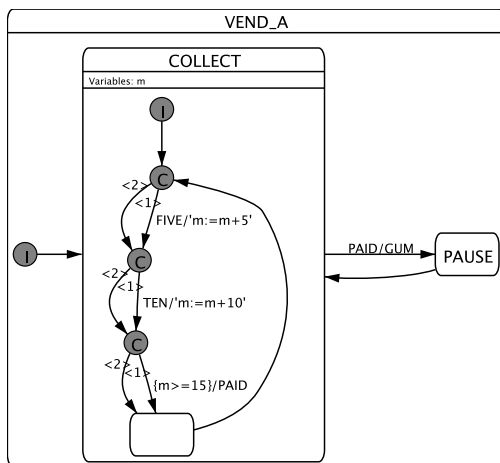 VEND_A
COLLECT
Variables: m
I
C
<2>
<1>
FIVE/'m:=m+5'
I
C
PAID/GUM
PAUSE
<2>
<1>
TEN/'m:=m+10'
C
<2>
<1>
{m>=15}/PAID